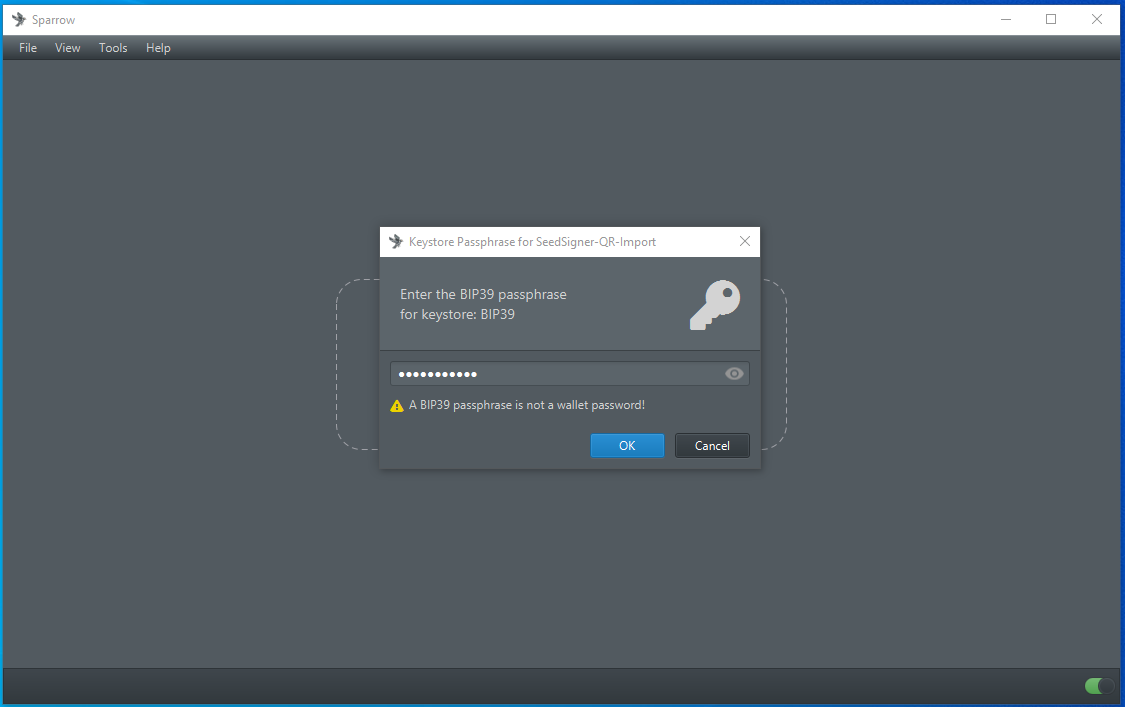 Sparrow
File View Tools Help
Keystore Passphrase for SeedSigner-QR-Import
Enter the BIP39 passphrase
for keystore: BIP39
●●●●●●●●●●●
A BIP39 passphrase is not a wallet password!
OK Cancel